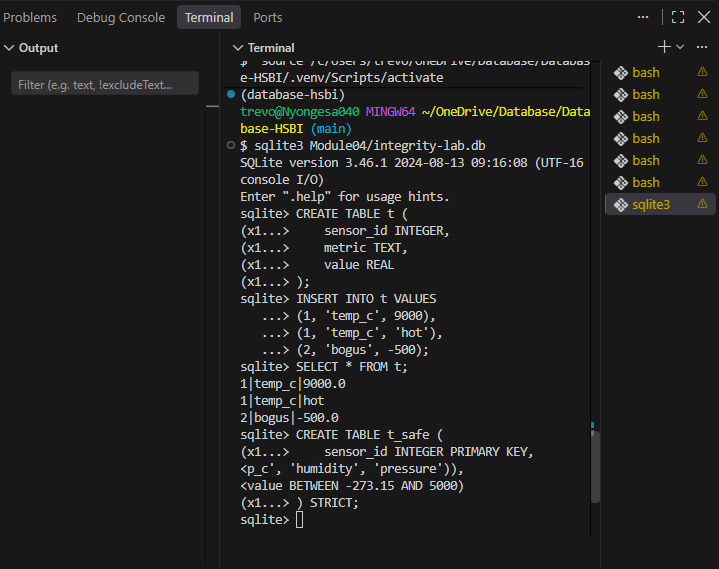 Problems Debug Console Terminal Ports ...
Output
Filter (e.g. text, !excludeText...
Terminal
$ source /c/Users/trevo/OneDrive/Database/Databas
e-HSBI/.venv/Scripts/activate
(database-hsbi)
trevo@Nyongesa040 MINGW64 ~/OneDrive/Database/Data
base-HSBI (main)
$ sqlite3 Module04/integrity-lab.db
SQLite version 3.46.1 2024-08-13 09:16:08 (UTF-16
console I/O)
Enter ".help" for usage hints.
sqlite> CREATE TABLE t (
(x1...>     sensor_id INTEGER,
(x1...>     metric TEXT,
(x1...>     value REAL
(x1...> );
sqlite> INSERT INTO t VALUES
   ...> (1, 'temp_c', 9000),
   ...> (1, 'temp_c', 'hot'),
   ...> (2, 'bogus', -500);
sqlite> SELECT * FROM t;
1|temp_c|9000.0
1|temp_c|hot
2|bogus|-500.0
sqlite> CREATE TABLE t_safe (
(x1...>     sensor_id INTEGER PRIMARY KEY,
<p_c', 'humidity', 'pressure')),
<value BETWEEN -273.15 AND 5000)
(x1...> ) STRICT;
sqlite>
bash
bash
bash
bash
bash
bash
sqlite3